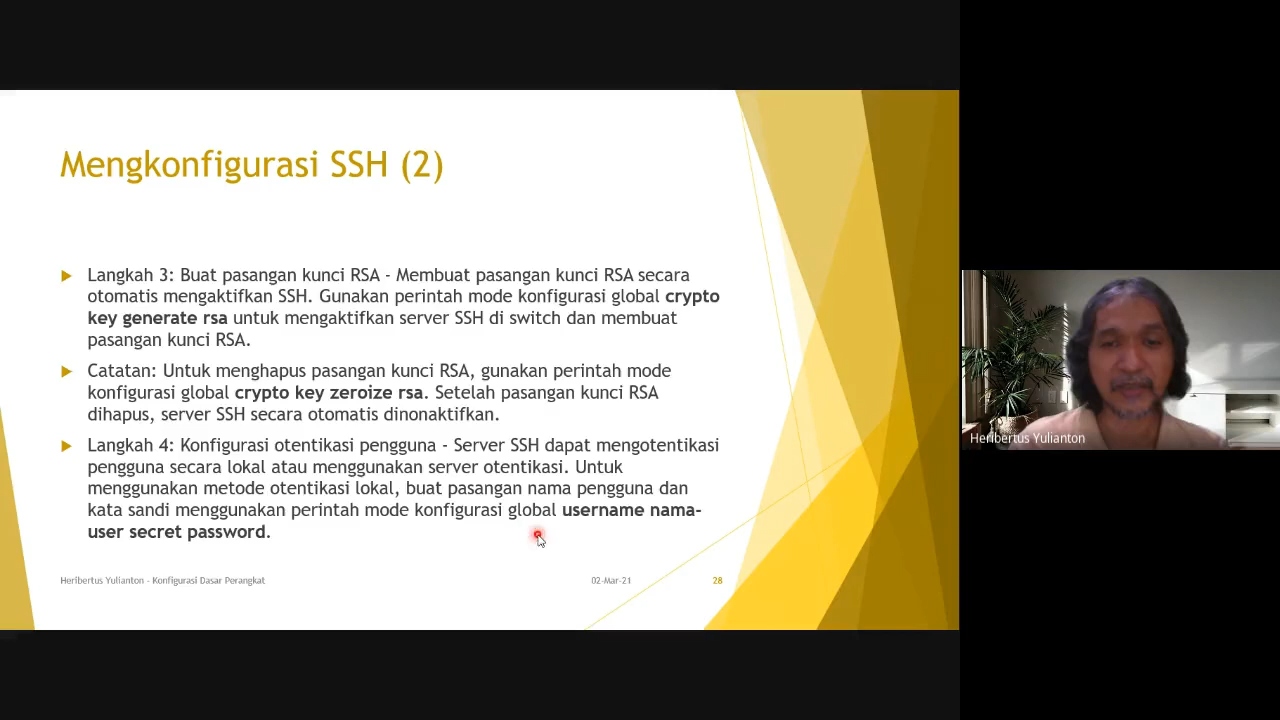 Mengkonfigurasi SSH (2)
Langkah 3: Buat pasangan kunci RSA - Membuat pasangan kunci RSA secara
otomatis mengaktifkan SSH. Gunakan perintah mode konfigurasi global crypto
key generate rsa untuk mengaktifkan server SSH di switch dan membuat
pasangan kunci RSA.
Catatan: Untuk menghapus pasangan kunci RSA, gunakan perintah mode
konfigurasi global crypto key zeroize rsa. Setelah pasangan kunci RSA
dihapus, server SSH secara otomatis dinonaktifkan.
Langkah 4: Konfigurasi otentikasi pengguna - Server SSH dapat mengotentikasi
pengguna secara lokal atau menggunakan server otentikasi. Untuk
menggunakan metode otentikasi lokal, buat pasangan nama pengguna dan
kata sandi menggunakan perintah mode konfigurasi global username nama-
user secret password.
Heribertus Yulianton - Konfigurasi Dasar Perangkat
02-Mar-21
28
Heribertus Yulianton